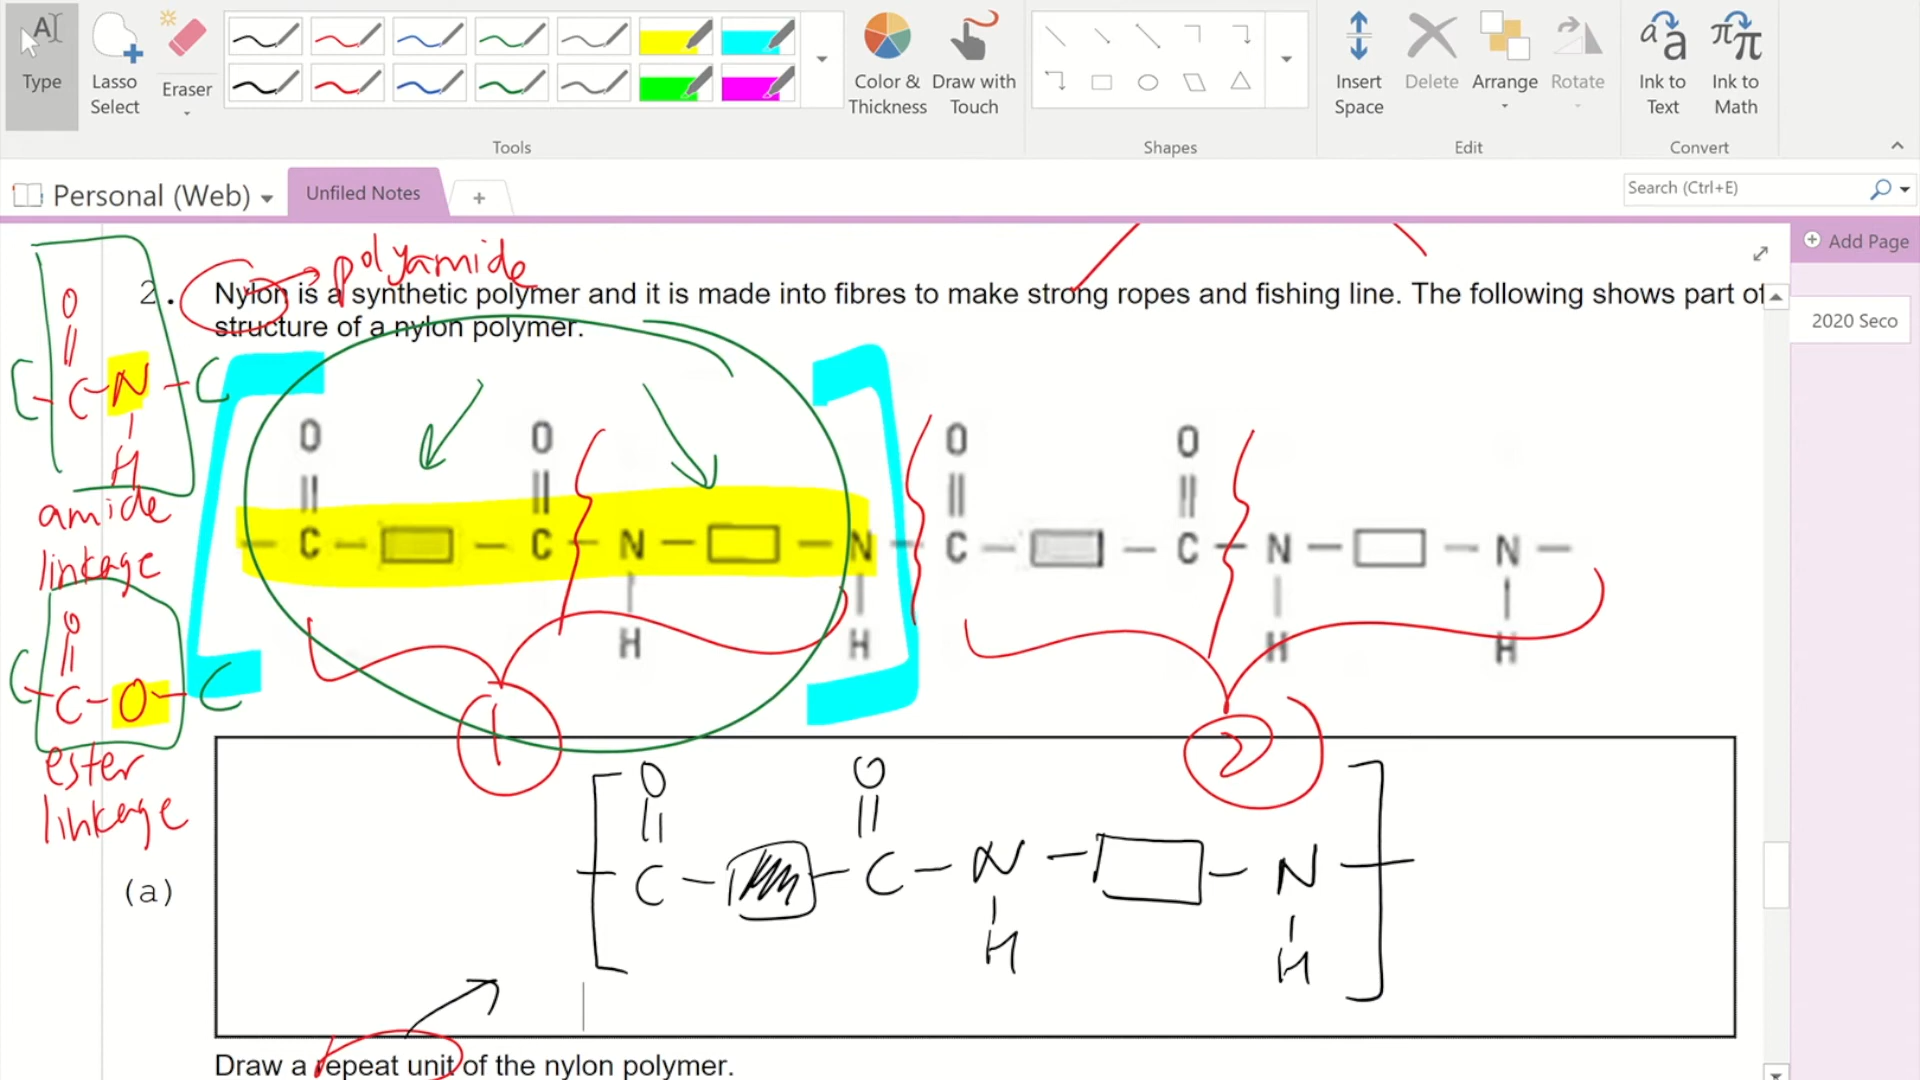 Type
Lasso
Select
Eraser
Color &
Thickness
Draw with
Touch
Insert
Space
Delete
Arrange
Rotate
Ink to
Text
Ink to
Math
Tools
Shapes
Edit
Convert
Personal (Web)
Unfiled Notes
+
Search (Ctrl+E)
Add Page
2020 Seco
polyamide
2.
Nylon is a synthetic polymer and it is made into fibres to make strong ropes and fishing line. The following shows part of
structure of a nylon polymer.
O
||
C - C - N - C
|
H
amide
linkage
O
||
C - C - O - C
ester
linkage
O O O O
|| || || ||
— C — — C — N — — N — C — — C — N — — N —
| | | |
H H H H
1
2
O O
|| ||
[ — C — — C — N — — N — ]
| |
H H
(a)
Draw a repeat unit of the nylon polymer.